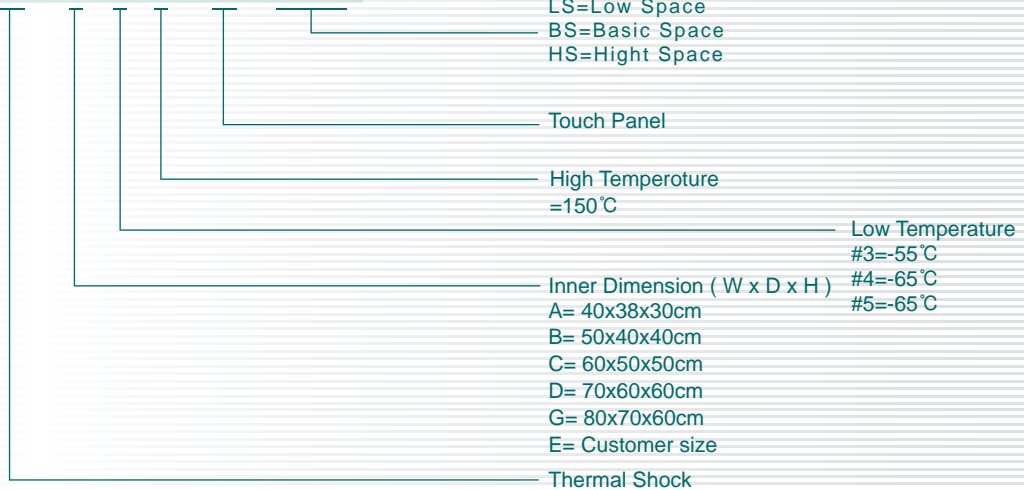 LS=Low Space
BS=Basic Space
HS=Hight Space
Touch Panel
High Temperoture
=150℃
Low Temperature
#3=-55℃
#4=-65℃
#5=-65℃
Inner Dimension ( W x D x H )
A= 40x38x30cm
B= 50x40x40cm
C= 60x50x50cm
D= 70x60x60cm
G= 80x70x60cm
E= Customer size
Thermal Shock